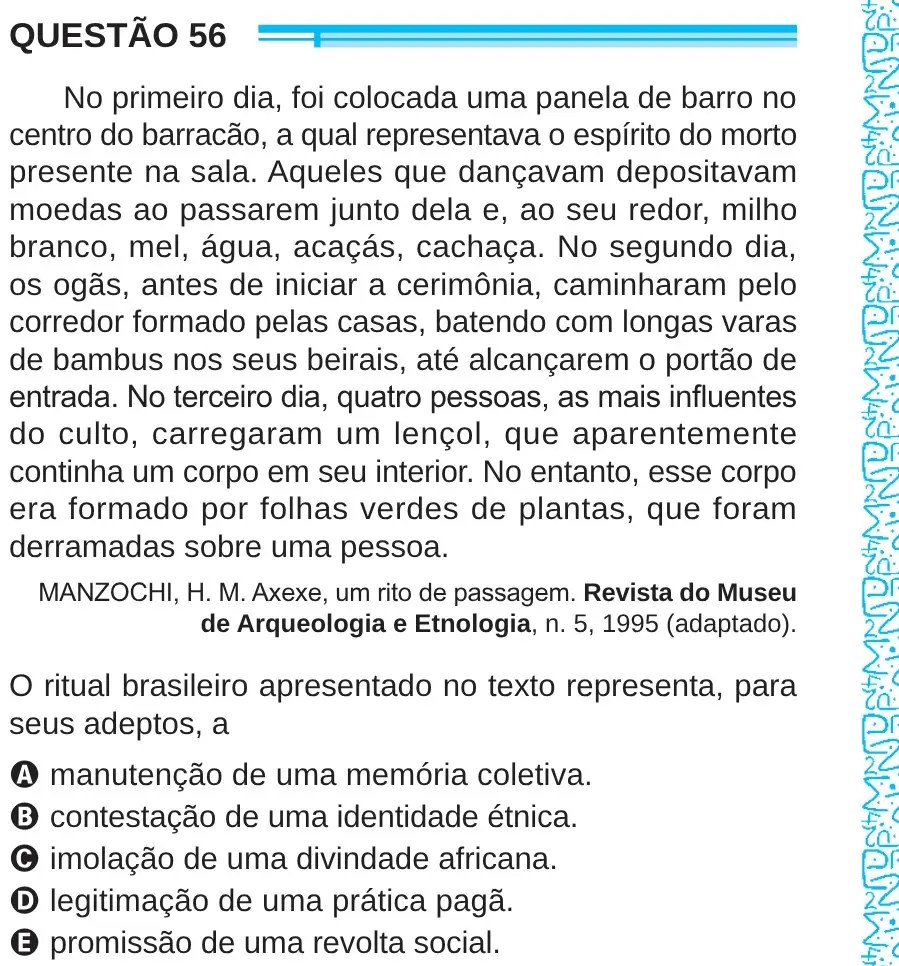 QUESTÃO 56
No primeiro dia, foi colocada uma panela de barro no
centro do barracão, a qual representava o espírito do morto
presente na sala. Aqueles que dançavam depositavam
moedas ao passarem junto dela e, ao seu redor, milho
branco, mel, água, acaçás, cachaça. No segundo dia,
os ogãs, antes de iniciar a cerimônia, caminharam pelo
corredor formado pelas casas, batendo com longas varas
de bambus nos seus beirais, até alcançarem o portão de
entrada. No terceiro dia, quatro pessoas, as mais influentes
do culto, carregaram um lençol, que aparentemente
continha um corpo em seu interior. No entanto, esse corpo
era formado por folhas verdes de plantas, que foram
derramadas sobre uma pessoa.
MANZOCHI, H. M. Axexe, um rito de passagem. Revista do Museu
de Arqueologia e Etnologia, n. 5, 1995 (adaptado).
O ritual brasileiro apresentado no texto representa, para
seus adeptos, a
A manutenção de uma memória coletiva.
B contestação de uma identidade étnica.
C imolação de uma divindade africana.
D legitimação de uma prática pagã.
E promissão de uma revolta social.